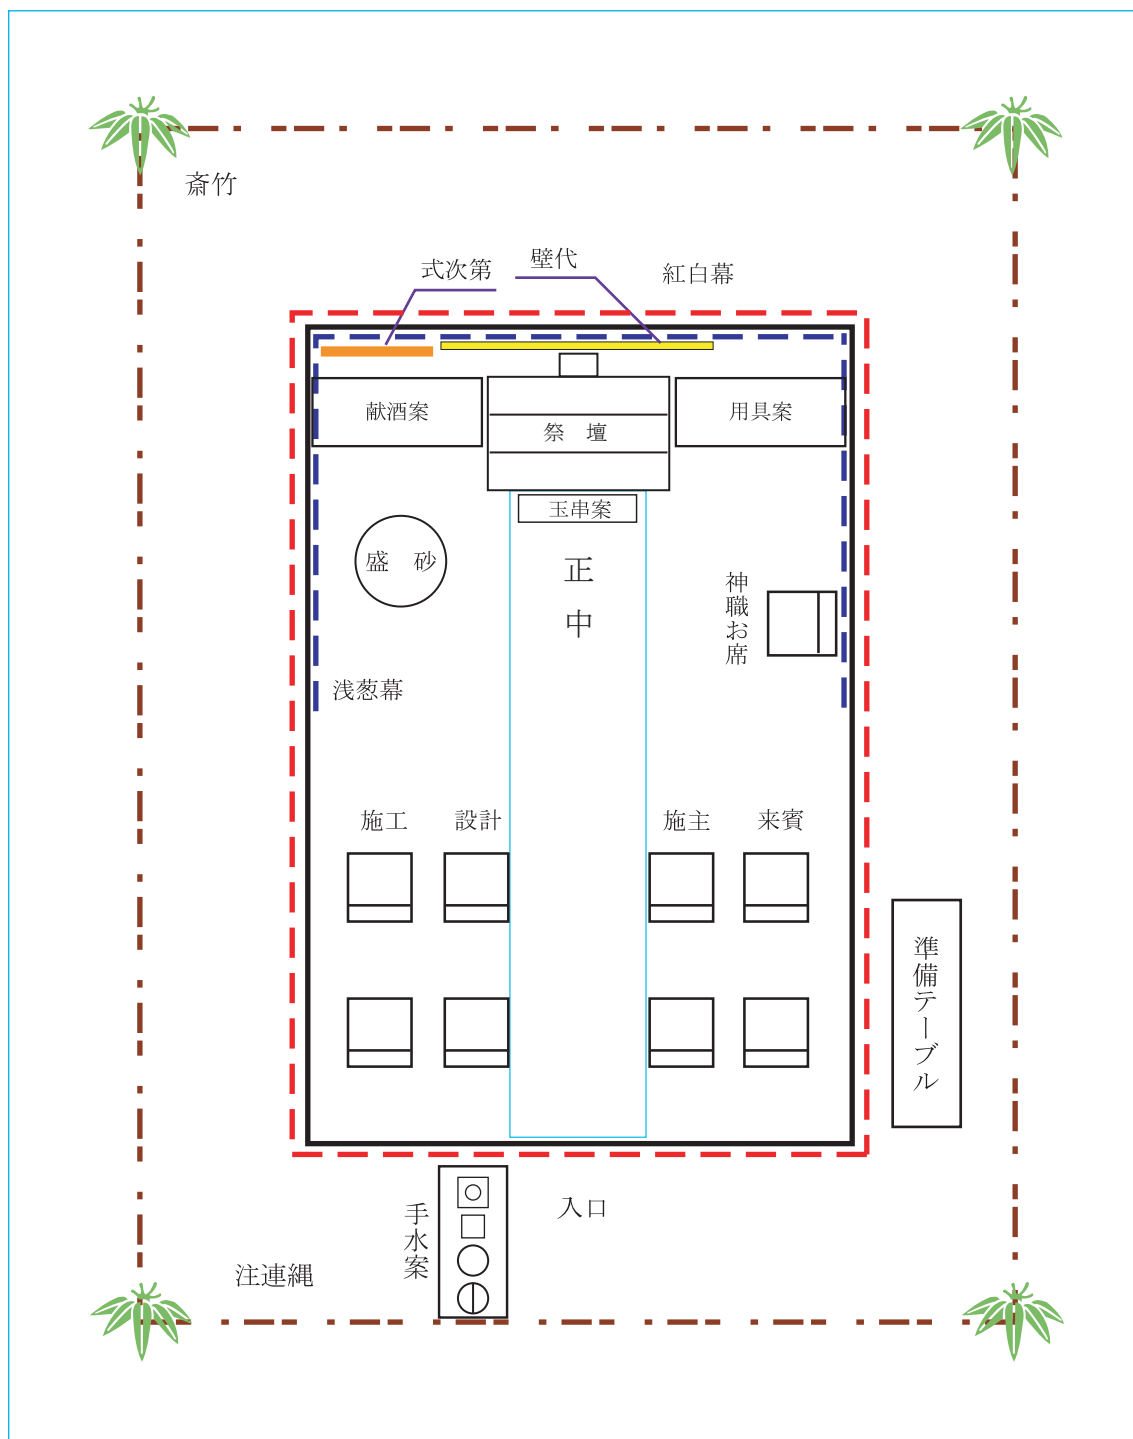 斎竹
式次第
壁代
紅白幕
献酒案
祭　壇
用具案
玉串案
盛　砂
正中
神職お席
浅葱幕
施工
設計
施主
来賓
準備テーブル
手水案
入口
注連縄